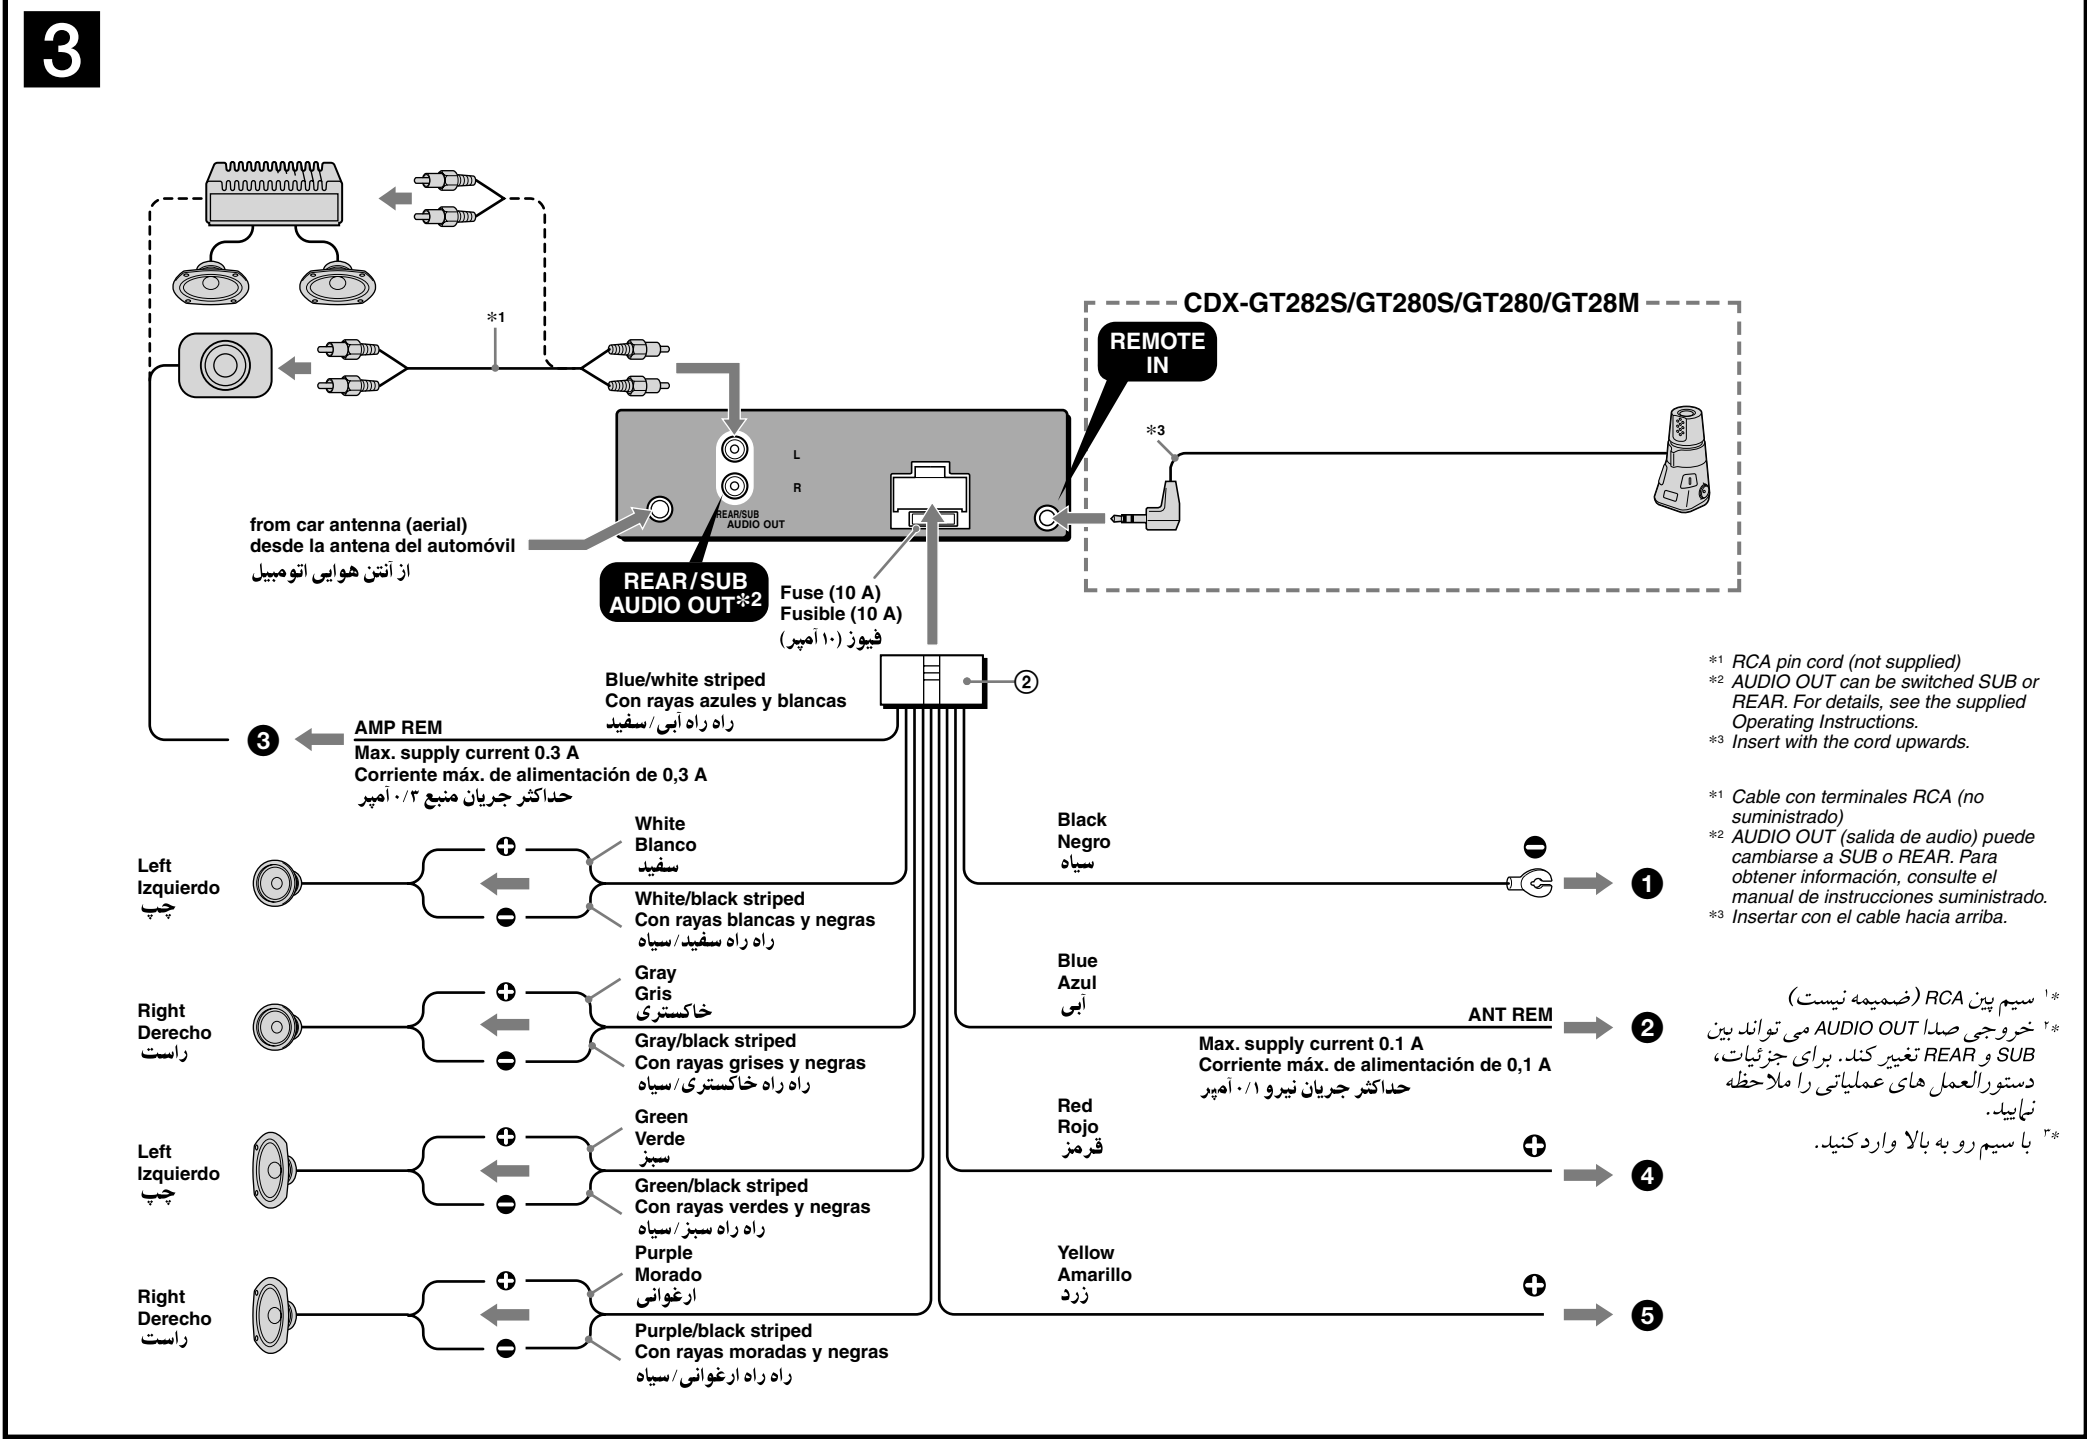 3
CDX-GT282S/GT280S/GT280/GT28M
*1
REMOTE
IN
*3
L
R
REAR/SUB
AUDIO OUT
from car antenna (aerial)
desde la antena del automóvil
از آنتن هوایی اتومبیل
REAR/SUB
AUDIO OUT*2
Fuse (10 A)
Fusible (10 A)
فیوز (۱۰ آمپر)
2
Blue/white striped
Con rayas azules y blancas
راه راه آبی/سفید
3
AMP REM
Max. supply current 0.3 A
Corriente máx. de alimentación de 0,3 A
حداکثر جریان منبع ۰/۳ آمپر
Left
Izquierdo
چپ
White
Blanco
سفید
White/black striped
Con rayas blancas y negras
راه راه سفید/سیاه
Right
Derecho
راست
Gray
Gris
خاکستری
Gray/black striped
Con rayas grises y negras
راه راه خاکستری/سیاه
Left
Izquierdo
چپ
Green
Verde
سبز
Green/black striped
Con rayas verdes y negras
راه راه سبز/سیاه
Right
Derecho
راست
Purple
Morado
ارغوانی
Purple/black striped
Con rayas moradas y negras
راه راه ارغوانی/سیاه
Black
Negro
سیاه
1
Blue
Azul
آبی
ANT REM
2
Max. supply current 0.1 A
Corriente máx. de alimentación de 0,1 A
حداکثر جریان نیرو ۰/۱ آمپر
Red
Rojo
قرمز
4
Yellow
Amarillo
زرد
5
*1 RCA pin cord (not supplied)
*2 AUDIO OUT can be switched SUB or
REAR. For details, see the supplied
Operating Instructions.
*3 Insert with the cord upwards.
*1 Cable con terminales RCA (no
suministrado)
*2 AUDIO OUT (salida de audio) puede
cambiarse a SUB o REAR. Para
obtener información, consulte el
manual de instrucciones suministrado.
*3 Insertar con el cable hacia arriba.
*۱ سیم پین RCA (ضمیمه نیست)
*۲ خروجی صدا AUDIO OUT می تواند بین
SUB و REAR تغییر کند. برای جزئیات،
دستورالعمل های عملیاتی را ملاحظه
نمایید.
*۳ با سیم رو به بالا وارد کنید.